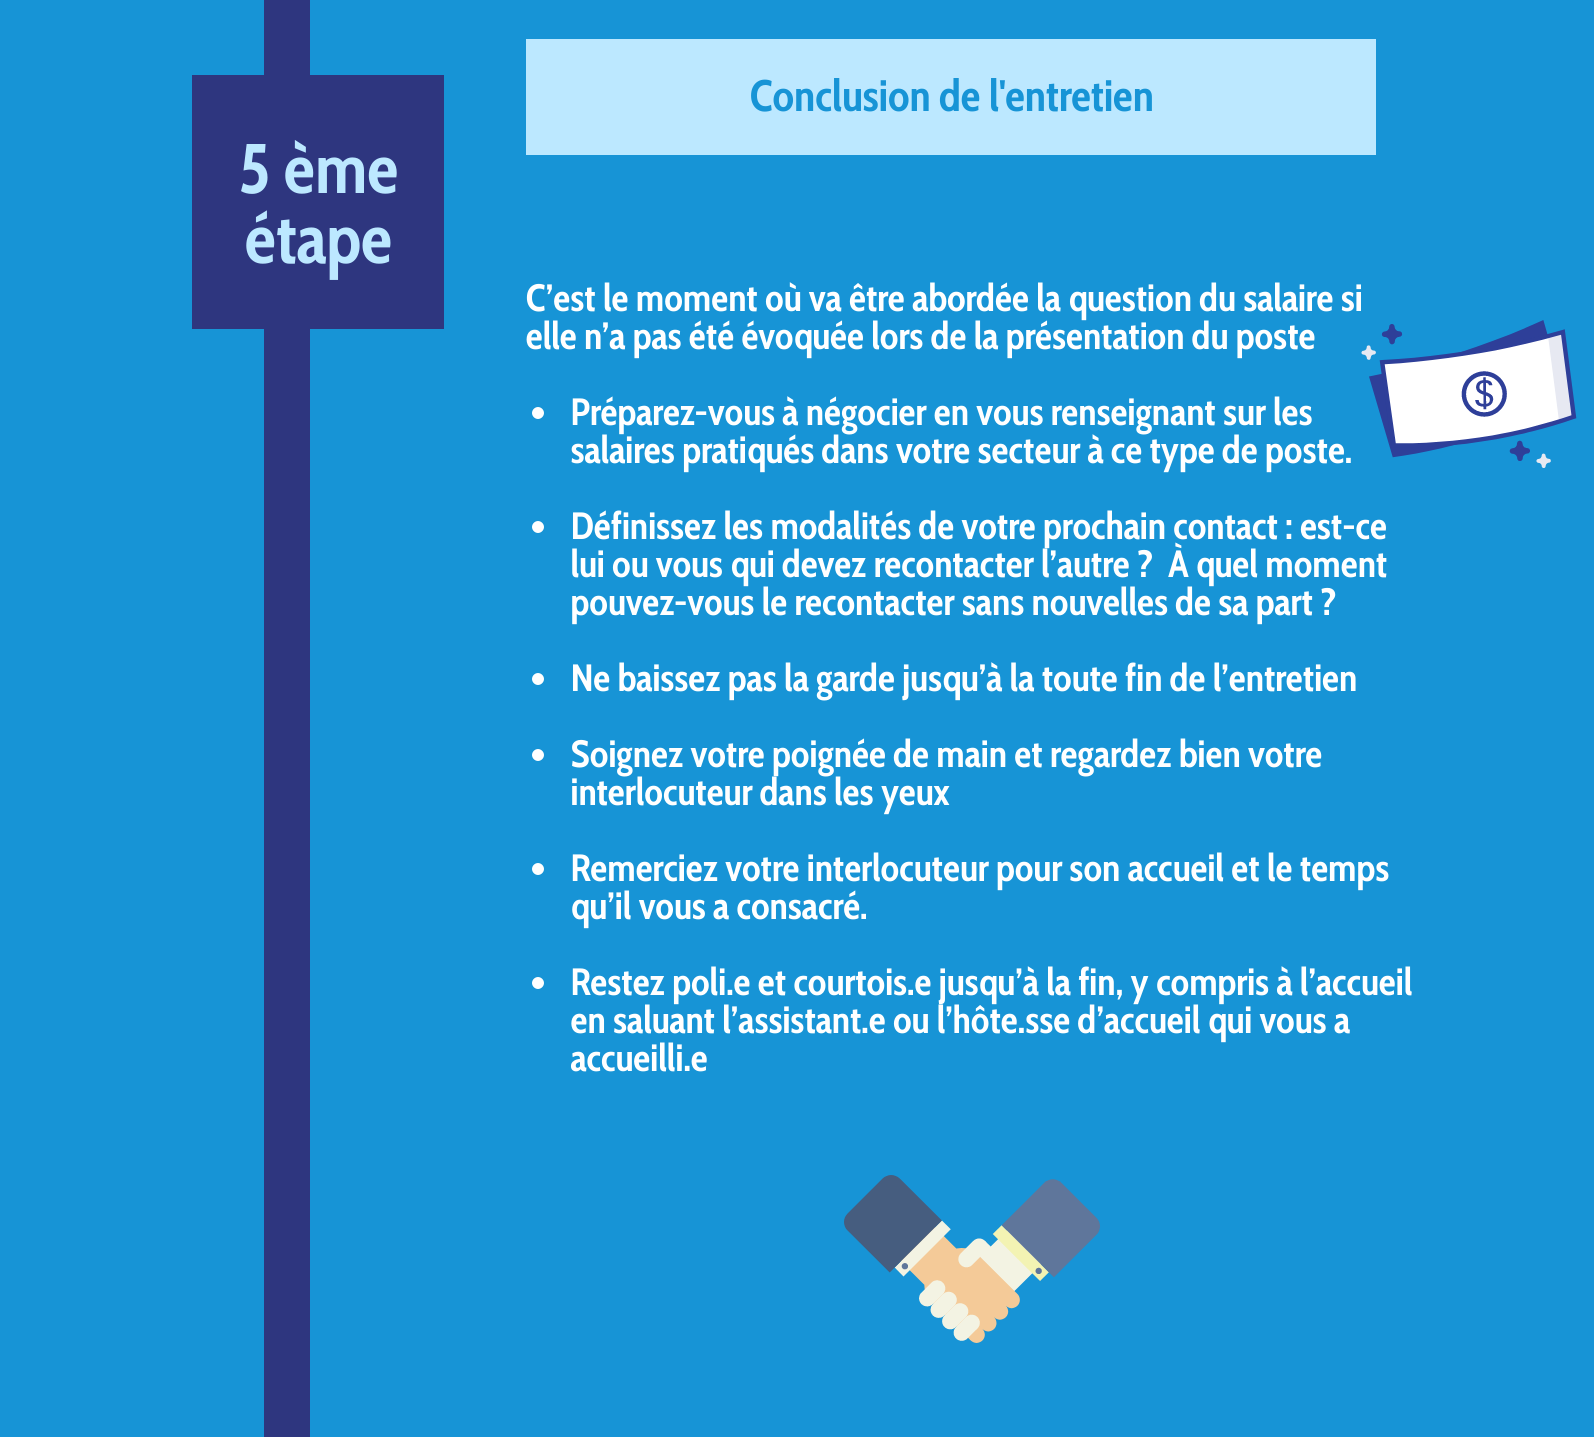 5 ème
étape
Conclusion de l'entretien
C’est le moment où va être abordée la question du salaire si
elle n’a pas été évoquée lors de la présentation du poste
• Préparez-vous à négocier en vous renseignant sur les
salaires pratiqués dans votre secteur à ce type de poste.
$
• Définissez les modalités de votre prochain contact : est-ce
lui ou vous qui devez recontacter l’autre ?  À quel moment
pouvez-vous le recontacter sans nouvelles de sa part ?
• Ne baissez pas la garde jusqu’à la toute fin de l’entretien
• Soignez votre poignée de main et regardez bien votre
interlocuteur dans les yeux
• Remerciez votre interlocuteur pour son accueil et le temps
qu’il vous a consacré.
• Restez poli.e et courtois.e jusqu’à la fin, y compris à l’accueil
en saluant l’assistant.e ou l’hôte.sse d’accueil qui vous a
accueilli.e